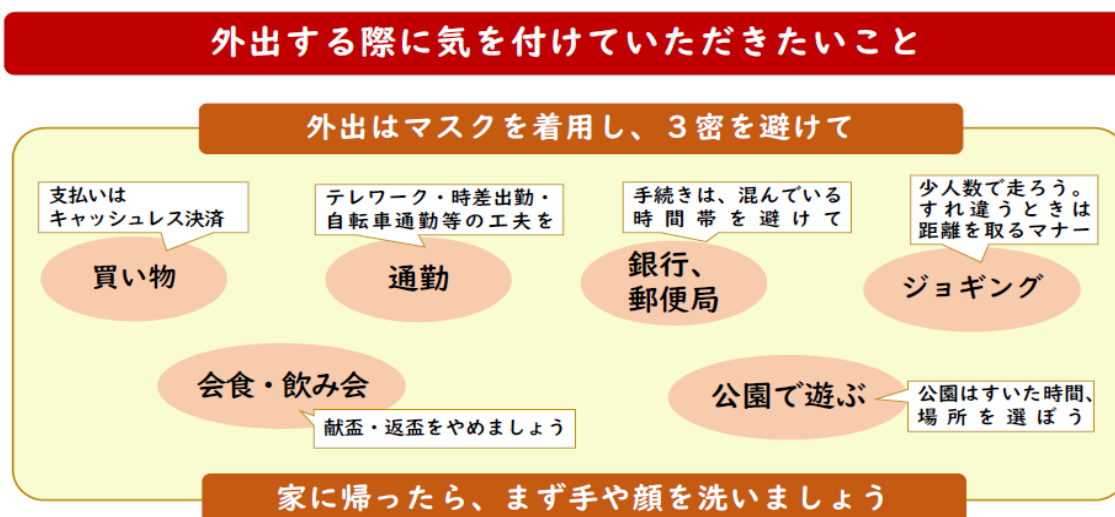 外出する際に気を付けていただきたいこと
外出はマスクを着用し、３密を避けて
支払いは
キャッシュレス決済
買い物
テレワーク・時差出勤・
自転車通勤等の工夫を
通勤
手続きは、混んでいる
時間帯を避けて
銀行、
郵便局
少人数で走ろう。
すれ違うときは
距離を取るマナー
ジョギング
会食・飲み会
献盃・返盃をやめましょう
公園で遊ぶ
公園はすいた時間、
場所を選ぼう
家に帰ったら、まず手や顔を洗いましょう